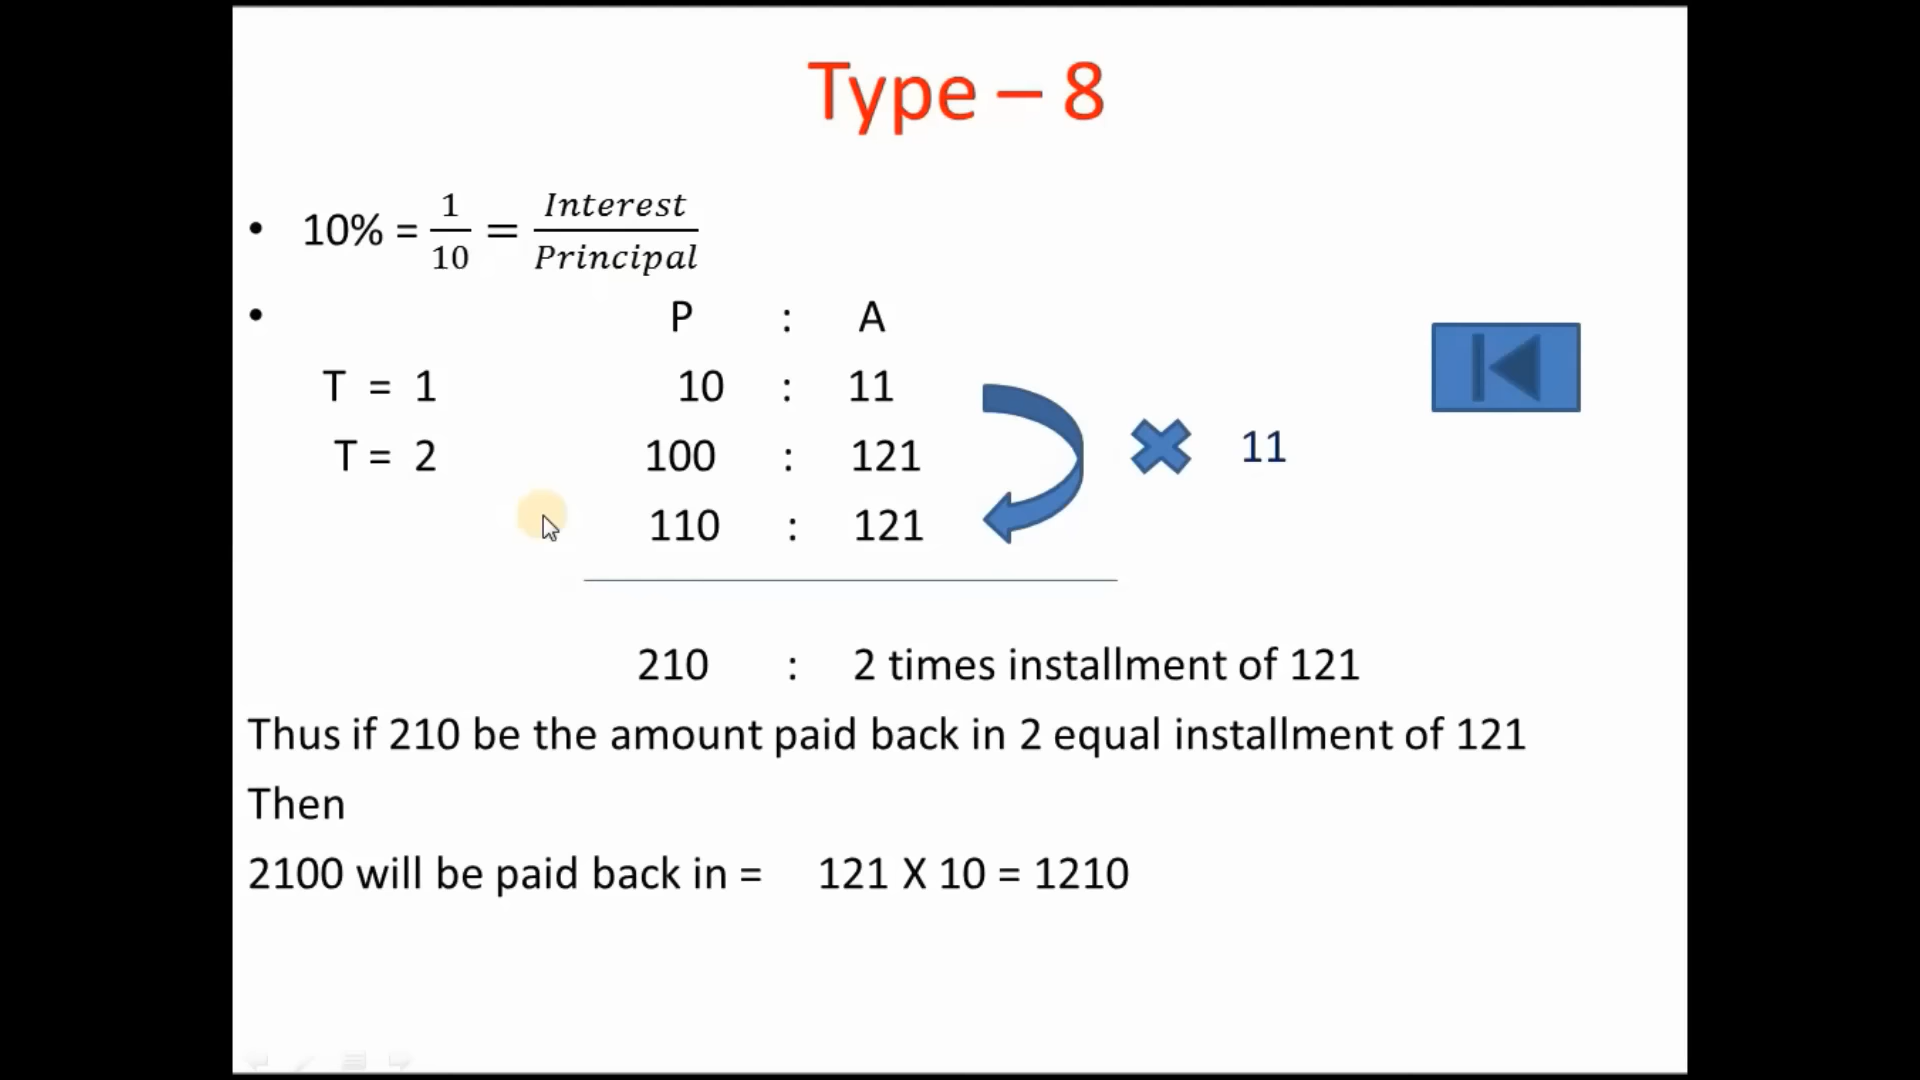 Type – 8
• 10% = 1/10 = Interest/Principal
• P : A
T = 1 10 : 11
T = 2 100 : 121
11
110 : 121
210 : 2 times installment of 121
Thus if 210 be the amount paid back in 2 equal installment of 121
Then
2100 will be paid back in = 121 X 10 = 1210